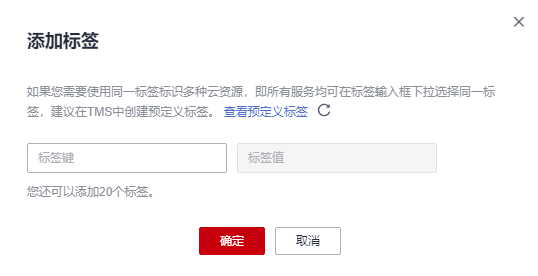 添加标签
如果您需要使用同一标签标识多种云资源，即所有服务均可在标签输入框下拉选择同一标
签，建议在TMS中创建预定义标签。 查看预定义标签
标签键 标签值
您还可以添加20个标签。
确定 取消